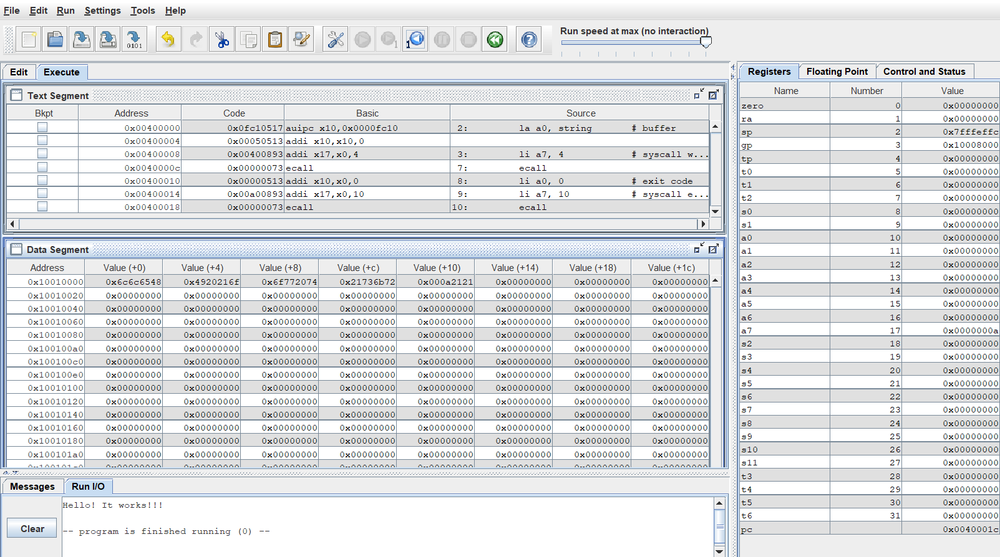 File Edit Run Settings Tools Help
0101
1
1
Run speed at max (no interaction)
Edit Execute
Text Segment
Bkpt Address Code Basic Source
0x00400000 0x0fc10517 auipc x10,0x0000fc10 2: la a0, string # buffer
0x00400004 0x00050513 addi x10,x10,0
0x00400008 0x00400893 addi x17,x0,4 3: li a7, 4 # syscall w...
0x0040000c 0x00000073 ecall 7: ecall
0x00400010 0x00000513 addi x10,x0,0 8: li a0, 0 # exit code
0x00400014 0x00a00893 addi x17,x0,10 9: li a7, 10 # syscall e...
0x00400018 0x00000073 ecall 10: ecall
Data Segment
Address Value (+0) Value (+4) Value (+8) Value (+c) Value (+10) Value (+14) Value (+18) Value (+1c)
0x10010000 0x6c6c6548 0x4920216f 0x6f772074 0x21736b72 0x000a2121 0x00000000 0x00000000 0x00000000
0x10010020 0x00000000 0x00000000 0x00000000 0x00000000 0x00000000 0x00000000 0x00000000 0x00000000
0x10010040 0x00000000 0x00000000 0x00000000 0x00000000 0x00000000 0x00000000 0x00000000 0x00000000
0x10010060 0x00000000 0x00000000 0x00000000 0x00000000 0x00000000 0x00000000 0x00000000 0x00000000
0x10010080 0x00000000 0x00000000 0x00000000 0x00000000 0x00000000 0x00000000 0x00000000 0x00000000
0x100100a0 0x00000000 0x00000000 0x00000000 0x00000000 0x00000000 0x00000000 0x00000000 0x00000000
0x100100c0 0x00000000 0x00000000 0x00000000 0x00000000 0x00000000 0x00000000 0x00000000 0x00000000
0x100100e0 0x00000000 0x00000000 0x00000000 0x00000000 0x00000000 0x00000000 0x00000000 0x00000000
0x10010100 0x00000000 0x00000000 0x00000000 0x00000000 0x00000000 0x00000000 0x00000000 0x00000000
0x10010120 0x00000000 0x00000000 0x00000000 0x00000000 0x00000000 0x00000000 0x00000000 0x00000000
0x10010140 0x00000000 0x00000000 0x00000000 0x00000000 0x00000000 0x00000000 0x00000000 0x00000000
0x10010160 0x00000000 0x00000000 0x00000000 0x00000000 0x00000000 0x00000000 0x00000000 0x00000000
0x10010180 0x00000000 0x00000000 0x00000000 0x00000000 0x00000000 0x00000000 0x00000000 0x00000000
0x100101a0 0x00000000 0x00000000 0x00000000 0x00000000 0x00000000 0x00000000 0x00000000 0x00000000
Messages Run I/O
Clear
Hello! It works!!!
-- program is finished running (0) --
Registers Floating Point Control and Status
Name Number Value
zero 0 0x00000000
ra 1 0x00000000
sp 2 0x7fffeffc
gp 3 0x10008000
tp 4 0x00000000
t0 5 0x00000000
t1 6 0x00000000
t2 7 0x00000000
s0 8 0x00000000
s1 9 0x00000000
a0 10 0x00000000
a1 11 0x00000000
a2 12 0x00000000
a3 13 0x00000000
a4 14 0x00000000
a5 15 0x00000000
a6 16 0x00000000
a7 17 0x0000000a
s2 18 0x00000000
s3 19 0x00000000
s4 20 0x00000000
s5 21 0x00000000
s6 22 0x00000000
s7 23 0x00000000
s8 24 0x00000000
s9 25 0x00000000
s10 26 0x00000000
s11 27 0x00000000
t3 28 0x00000000
t4 29 0x00000000
t5 30 0x00000000
t6 31 0x00000000
pc 0x0040001c